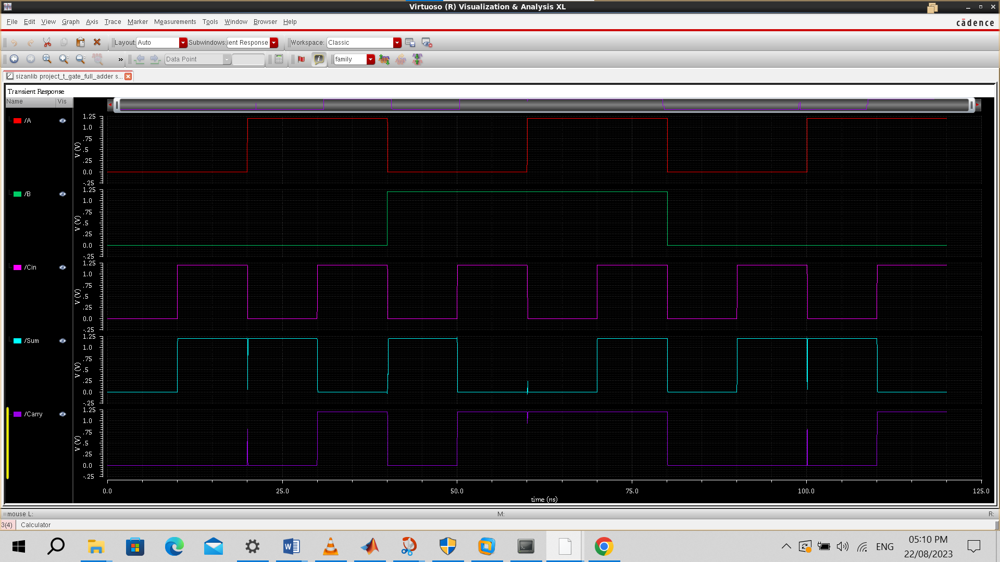 Virtuoso (R) Visualization & Analysis XL
File Edit View Graph Axis Trace Marker Measurements Tools Window Browser Help
cādence
Layout: Auto Subwindows: ient Response Workspace: Classic
» Data Point family
sizanlib project_t_gate_full_adder s...
Transient Response
Name Vis
/A
V (V)
1.25
1.0
.75
.5
.25
0.0
-.25
/B
V (V)
1.25
1.0
.75
.5
.25
0.0
-.25
/Cin
V (V)
1.25
1.0
.75
.5
.25
0.0
-.25
/Sum
V (V)
1.25
1.0
.75
.5
.25
0.0
-.25
/Carry
V (V)
1.25
1.0
.75
.5
.25
0.0
-.25
0.0 25.0 50.0 75.0 100.0 125.0
time (ns)
mouse L: M: R:
3(4) Calculator
ENG
05:10 PM
22/08/2023